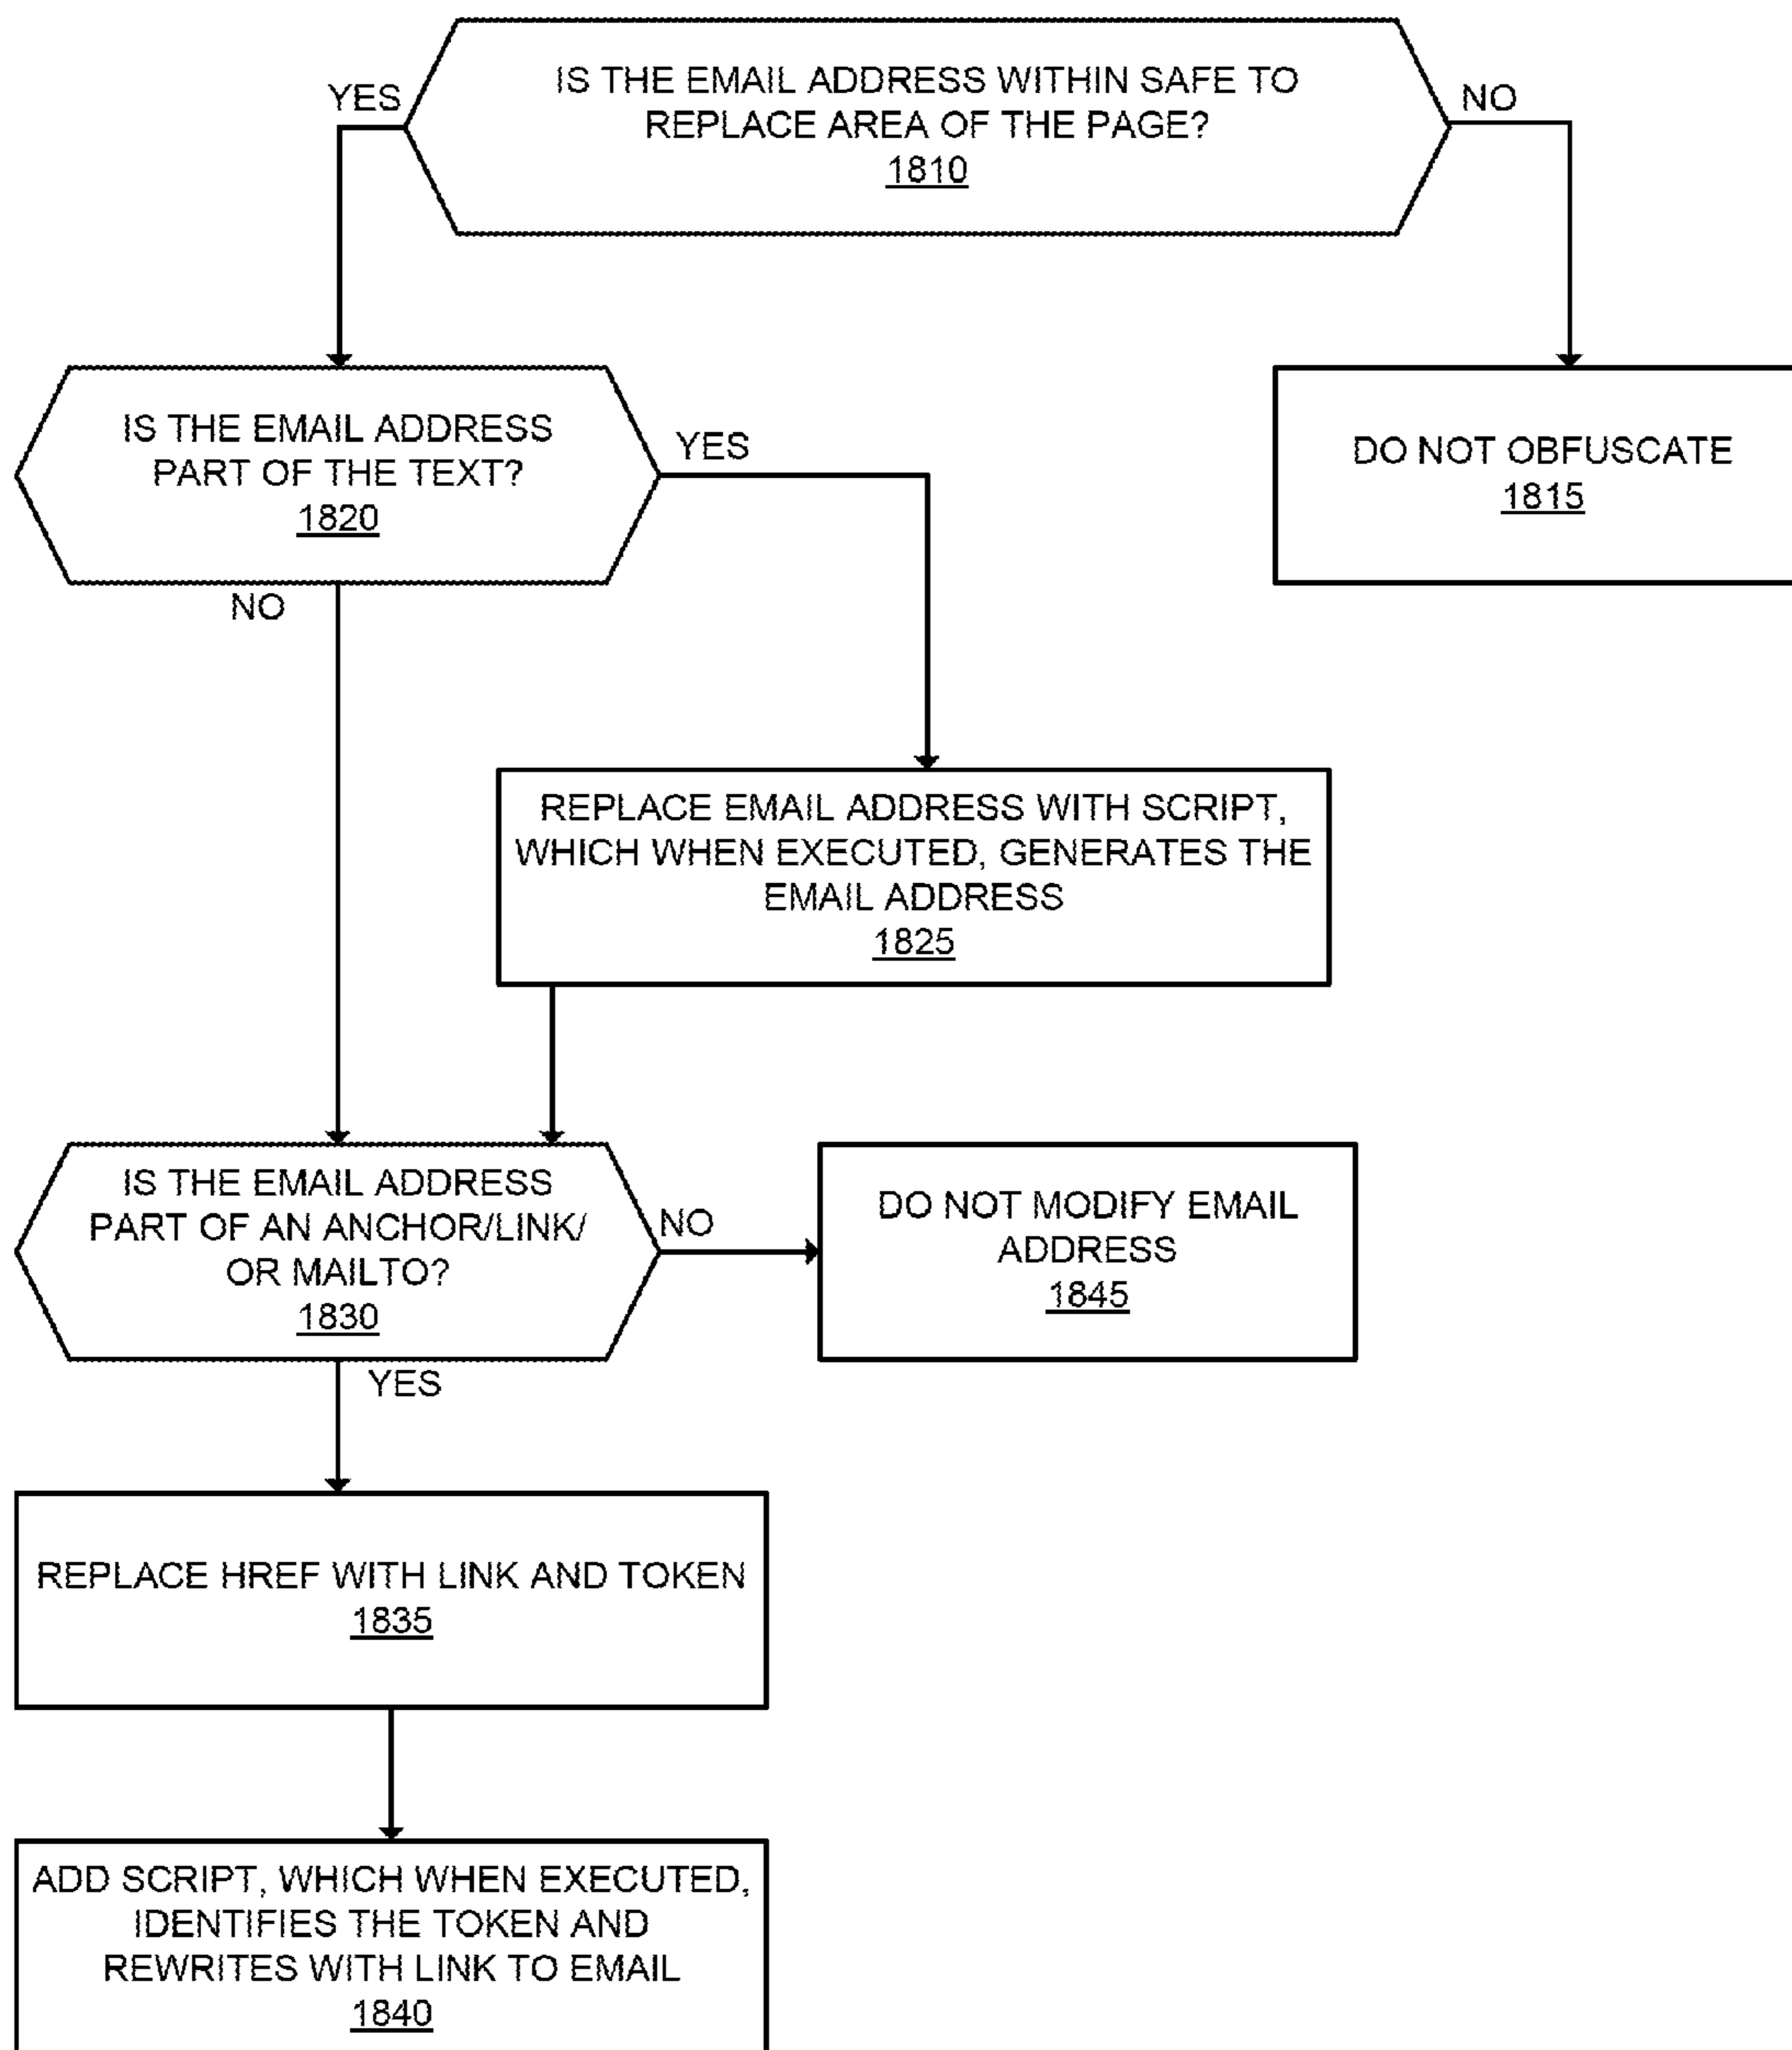 IS THE EMAIL ADDRESS WITHIN SAFE TO
REPLACE AREA OF THE PAGE?
1810
YES
NO
IS THE EMAIL ADDRESS
PART OF THE TEXT?
1820
YES
NO
DO NOT OBFUSCATE
1815
REPLACE EMAIL ADDRESS WITH SCRIPT,
WHICH WHEN EXECUTED, GENERATES THE
EMAIL ADDRESS
1825
IS THE EMAIL ADDRESS
PART OF AN ANCHOR/LINK/
OR MAILTO?
1830
NO
YES
DO NOT MODIFY EMAIL
ADDRESS
1845
REPLACE HREF WITH LINK AND TOKEN
1835
ADD SCRIPT, WHICH WHEN EXECUTED,
IDENTIFIES THE TOKEN AND
REWRITES WITH LINK TO EMAIL
1840